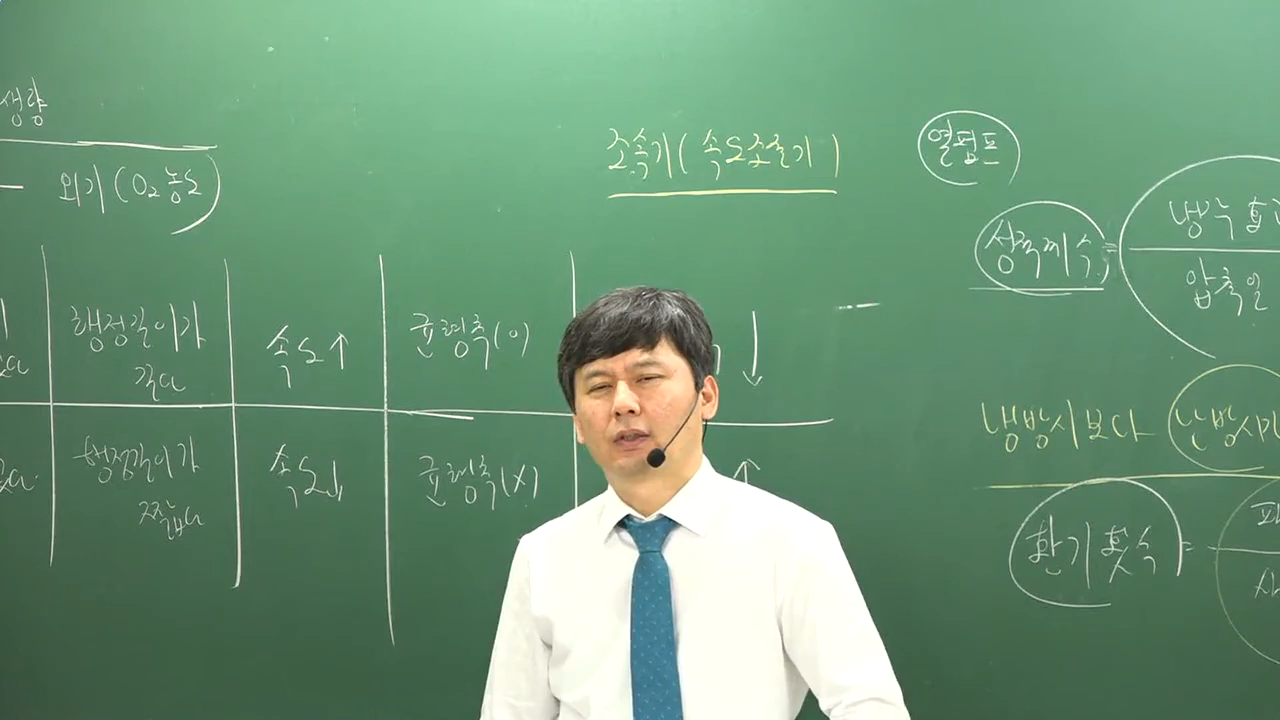 생량
외기 (O₂ 농도)
조속기 ( 속도조절기 )
열펌프
성적계수 =
냉수
압축일
행정길이가
길다
속도↑
균형추(O)
↓
냉방시보다 난방시
행정길이가
짧다
속도↓
균형추(X)
↑
환기횟수 =